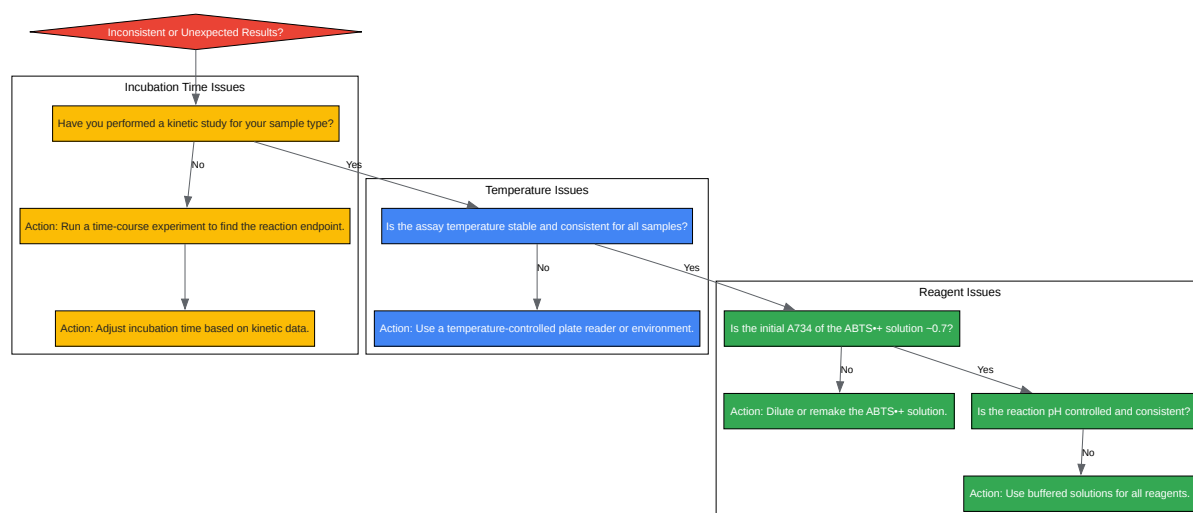 Inconsistent or Unexpected Results?
Incubation Time Issues
Have you performed a kinetic study for your sample type?
No
Yes
Action: Run a time-course experiment to find the reaction endpoint.
Action: Adjust incubation time based on kinetic data.
Temperature Issues
Is the assay temperature stable and consistent for all samples?
No
Yes
Action: Use a temperature-controlled plate reader or environment.
Reagent Issues
Is the initial A734 of the ABTS•+ solution ~0.7?
No
Yes
Action: Dilute or remake the ABTS•+ solution.
Is the reaction pH controlled and consistent?
No
Action: Use buffered solutions for all reagents.